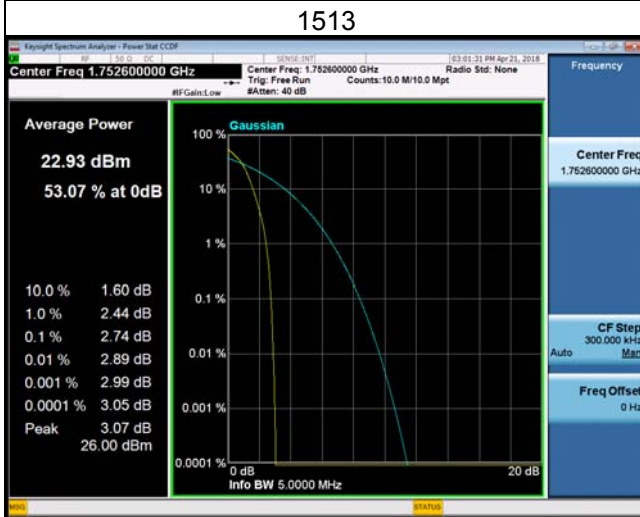 1513
Keysight Spectrum Analyzer - Power Stat CCDF
RF 50 Ω DC SENSE:INT 03:01:31 PM Apr 21, 2018
Center Freq 1.752600000 GHz
Center Freq: 1.752600000 GHz Radio Std: None
Trig: Free Run Counts:10.0 M/10.0 Mpt
#IFGain:Low #Atten: 40 dB
Frequency
Average Power
22.93 dBm
53.07 % at 0dB
10.0 % 1.60 dB
1.0 % 2.44 dB
0.1 % 2.74 dB
0.01 % 2.89 dB
0.001 % 2.99 dB
0.0001 % 3.05 dB
Peak 3.07 dB
26.00 dBm
Gaussian
100 %
10 %
1 %
0.1 %
0.01 %
0.001 %
0.0001 %
0 dB 20 dB
Info BW 5.0000 MHz
Center Freq
1.752600000 GHz
CF Step
300.000 kHz
Auto Man
Freq Offset
0 Hz
MSG STATUS